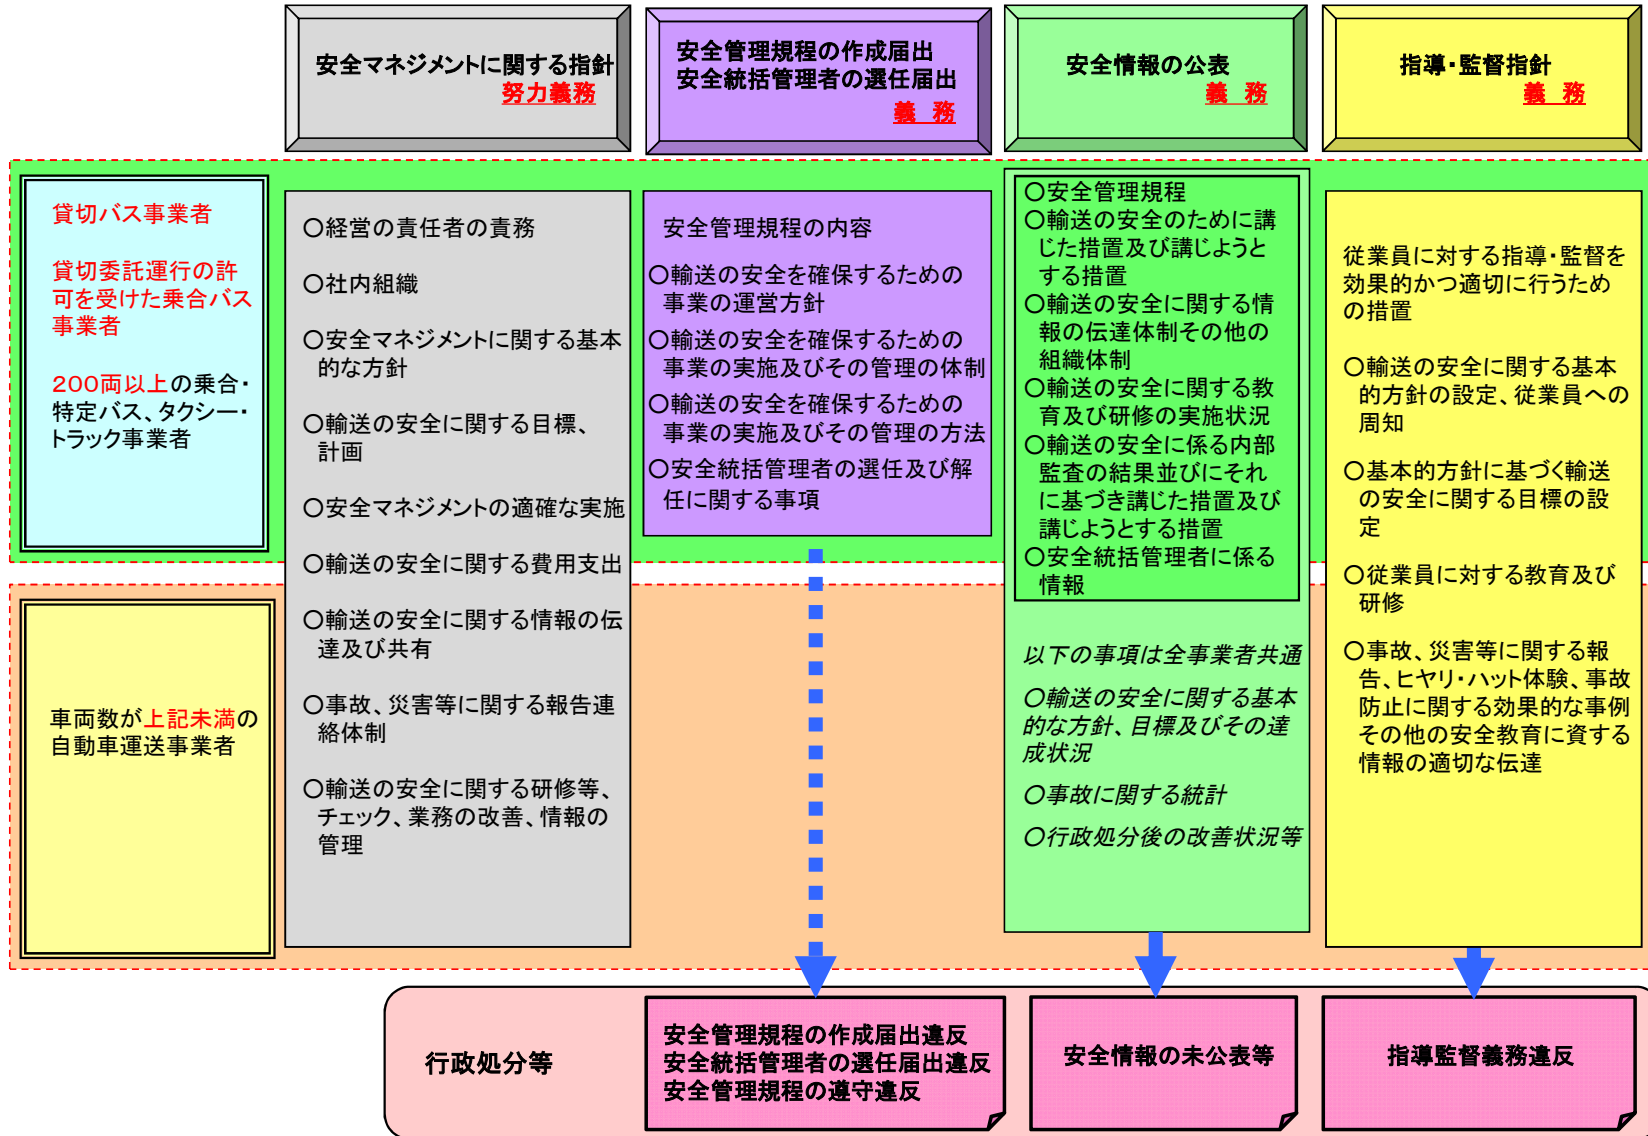 安全マネジメントに関する指針
努力義務
安全管理規程の作成届出
安全統括管理者の選任届出
義　務
安全情報の公表
義　務
指導・監督指針
義　務
貸切バス事業者
貸切委託運行の許
可を受けた乗合バス
事業者
200両以上の乗合・
特定バス、タクシー・
トラック事業者
〇経営の責任者の責務
〇社内組織
〇安全マネジメントに関する基本
的な方針
〇輸送の安全に関する目標、
計画
〇安全マネジメントの適確な実施
〇輸送の安全に関する費用支出
〇輸送の安全に関する情報の伝
達及び共有
〇事故、災害等に関する報告連
絡体制
〇輸送の安全に関する研修等、
チェック、業務の改善、情報の
管理
安全管理規程の内容
〇輸送の安全を確保するための
事業の運営方針
〇輸送の安全を確保するための
事業の実施及びその管理の体制
〇輸送の安全を確保するための
事業の実施及びその管理の方法
〇安全統括管理者の選任及び解
任に関する事項
〇安全管理規程
〇輸送の安全のために講
じた措置及び講じようと
する措置
〇輸送の安全に関する情
報の伝達体制その他の
組織体制
〇輸送の安全に関する教
育及び研修の実施状況
〇輸送の安全に係る内部
監査の結果並びにそれ
に基づき講じた措置及び
講じようとする措置
〇安全統括管理者に係る
情報
以下の事項は全事業者共通
〇輸送の安全に関する基本
的な方針、目標及びその達
成状況
〇事故に関する統計
〇行政処分後の改善状況等
従業員に対する指導・監督を
効果的かつ適切に行うため
の措置
〇輸送の安全に関する基本
的方針の設定、従業員への
周知
〇基本的方針に基づく輸送
の安全に関する目標の設
定
〇従業員に対する教育及び
研修
〇事故、災害等に関する報
告、ヒヤリ・ハット体験、事故
防止に関する効果的な事例
その他の安全教育に資する
情報の適切な伝達
車両数が上記未満の
自動車運送事業者
行政処分等
安全管理規程の作成届出違反
安全統括管理者の選任届出違反
安全管理規程の遵守違反
安全情報の未公表等
指導監督義務違反